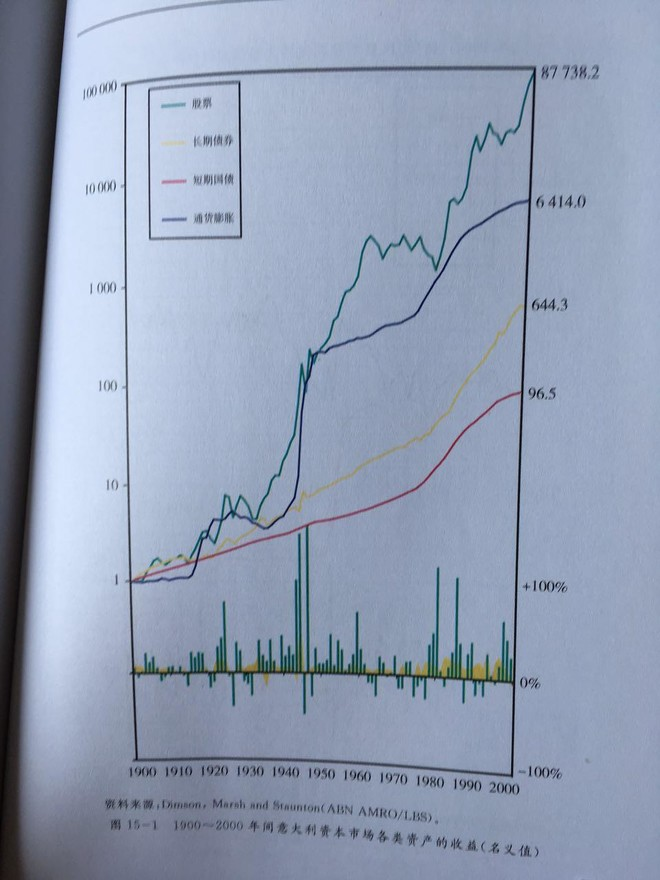 87 738.2
100 000
股票
长期债券
短期国债
通货膨胀
10 000
6 414.0
1 000
644.3
100
96.5
10
1
+100%
0%
-100%
1900 1910 1920 1930 1940 1950 1960 1970 1980 1990 2000
资料来源:Dimson, Marsh and Staunton(ABN AMRO/LBS)。
图 15-1 1900～2000 年间意大利资本市场各类资产的收益(名义值)